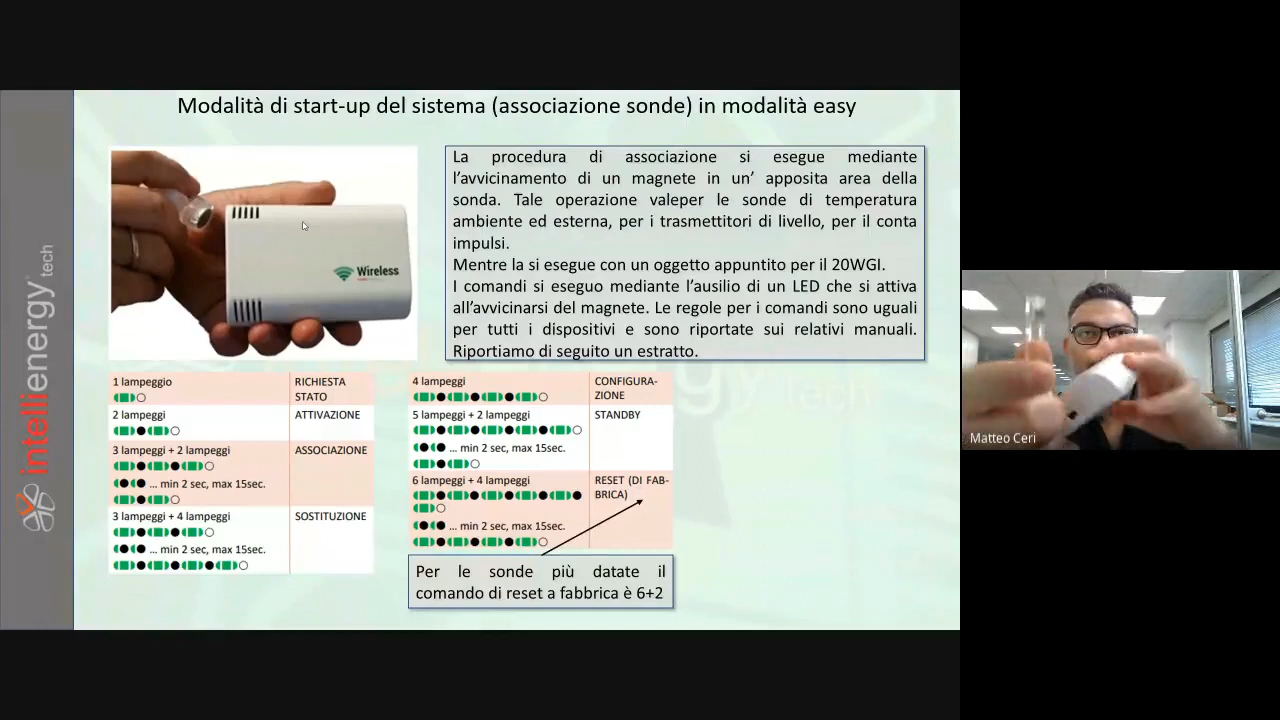 Modalità di start-up del sistema (associazione sonde) in modalità easy
La procedura di associazione si esegue mediante
l'avvicinamento di un magnete in un' apposita area della
sonda. Tale operazione valeper le sonde di temperatura
ambiente ed esterna, per i trasmettitori di livello, per il conta
impulsi.
Mentre la si esegue con un oggetto appuntito per il 20WGI.
I comandi si eseguo mediante l'ausilio di un LED che si attiva
all'avvicinarsi del magnete. Le regole per i comandi sono uguali
per tutti i dispositivi e sono riportate sui relativi manuali.
Riportiamo di seguito un estratto.
Wireless
intellienergy tech
1 lampeggio
RICHIESTA
STATO
2 lampeggi
ATTIVAZIONE
3 lampeggi + 2 lampeggi
ASSOCIAZIONE
... min 2 sec, max 15sec.
3 lampeggi + 4 lampeggi
SOSTITUZIONE
... min 2 sec, max 15sec.
4 lampeggi
CONFIGURA-
ZIONE
5 lampeggi + 2 lampeggi
STANDBY
... min 2 sec, max 15sec.
6 lampeggi + 4 lampeggi
RESET (DI FAB-
BRICA)
... min 2 sec, max 15sec.
Per le sonde più datate il
comando di reset a fabbrica è 6+2
Matteo Ceri